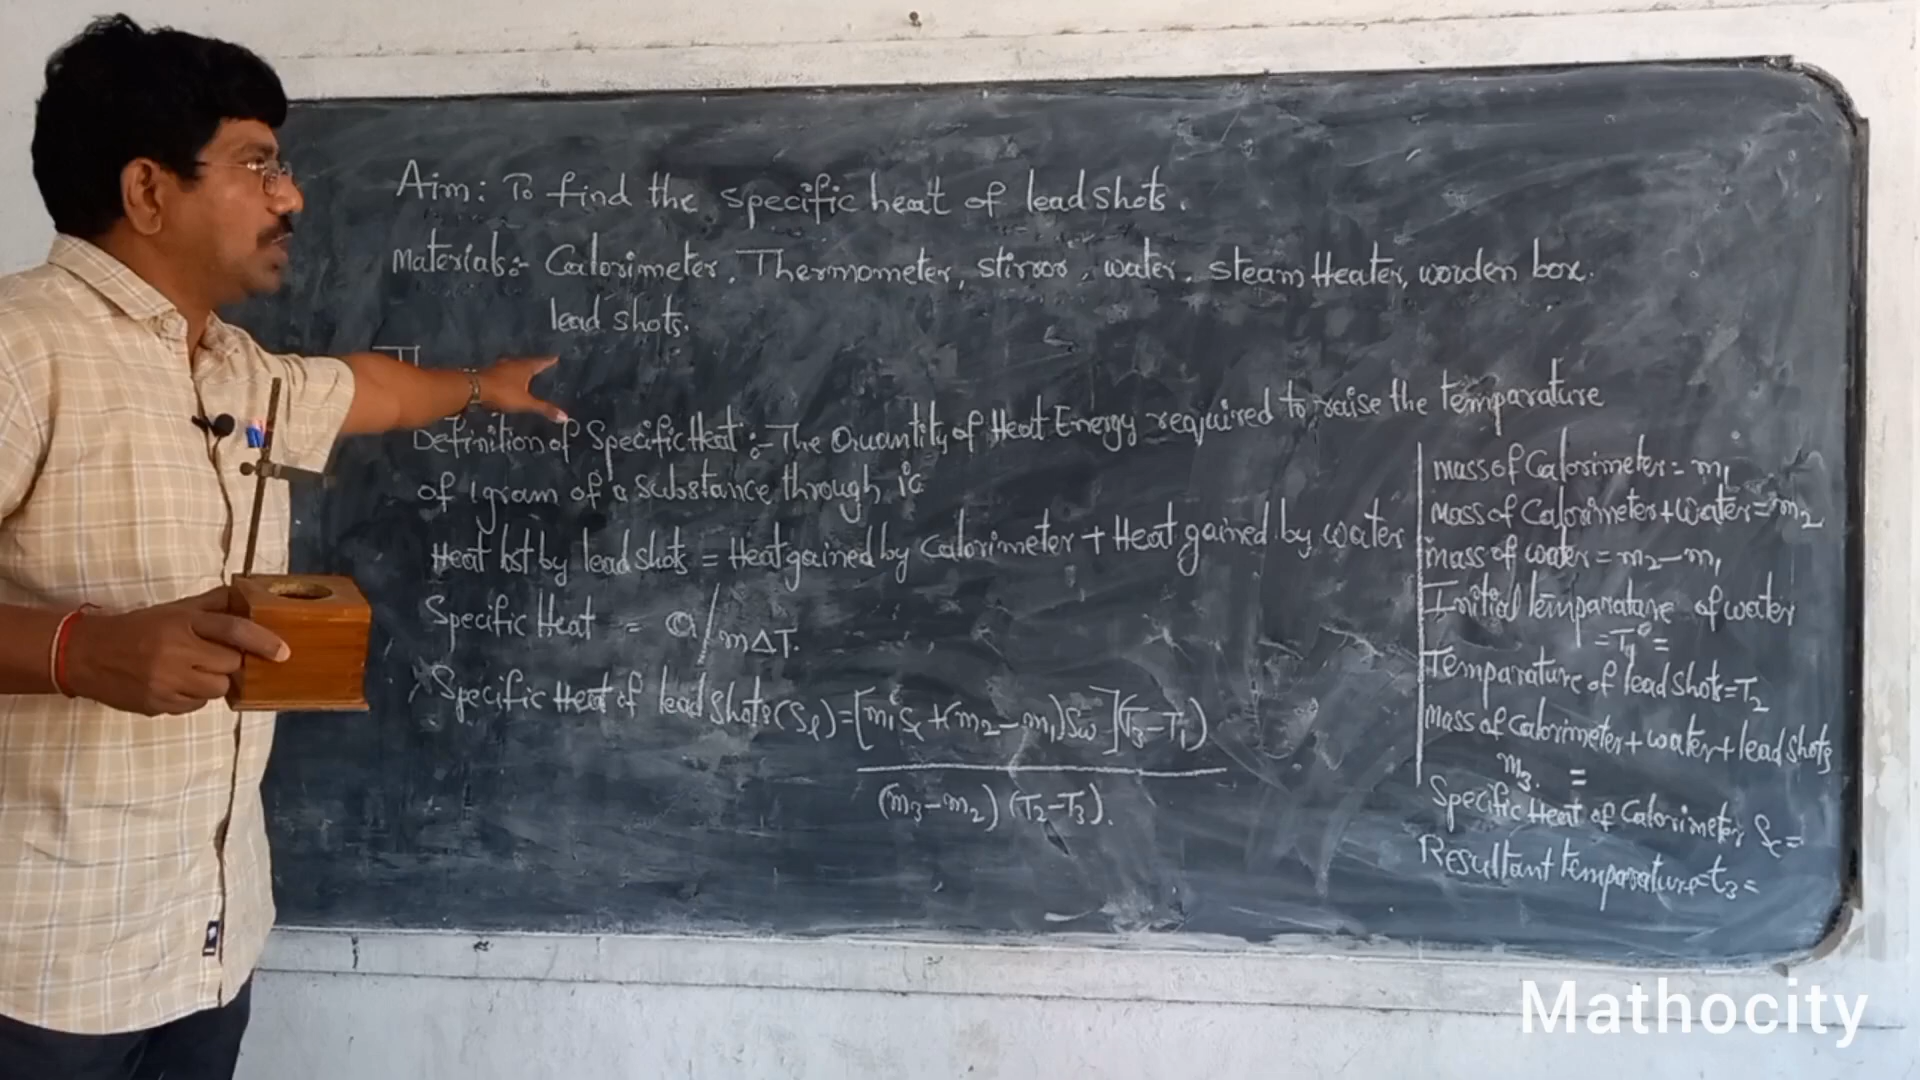 Aim: To find the specific heat of lead shots.
Materials:- Calorimeter, Thermometer, stirror, water, steam Heater, wooden box.
lead shots.
Definition of Specific Heat:- The Quantity of Heat Energy required to raise the temparature
of 1 gram of a substance through 1°C
Heat lost by lead shots = Heat gained by Calorimeter + Heat gained by water
Specific Heat = Q/mΔT.
Specific Heat of lead shots (Sl) = [m1 Sc + (m2 - m1) Sw] (T3 - T1)
(m3 - m2) (T2 - T3).
mass of Calorimeter = m1
Mass of Calorimeter + Water = m2
mass of water = m2 - m1
Initial temparature of water
= T1° =
Temparature of lead shots = T2
Mass of Calorimeter + water + lead shots
m3. =
Specific Heat of Calorimeter Sc =
Resultant temparature = t3 =
Mathocity